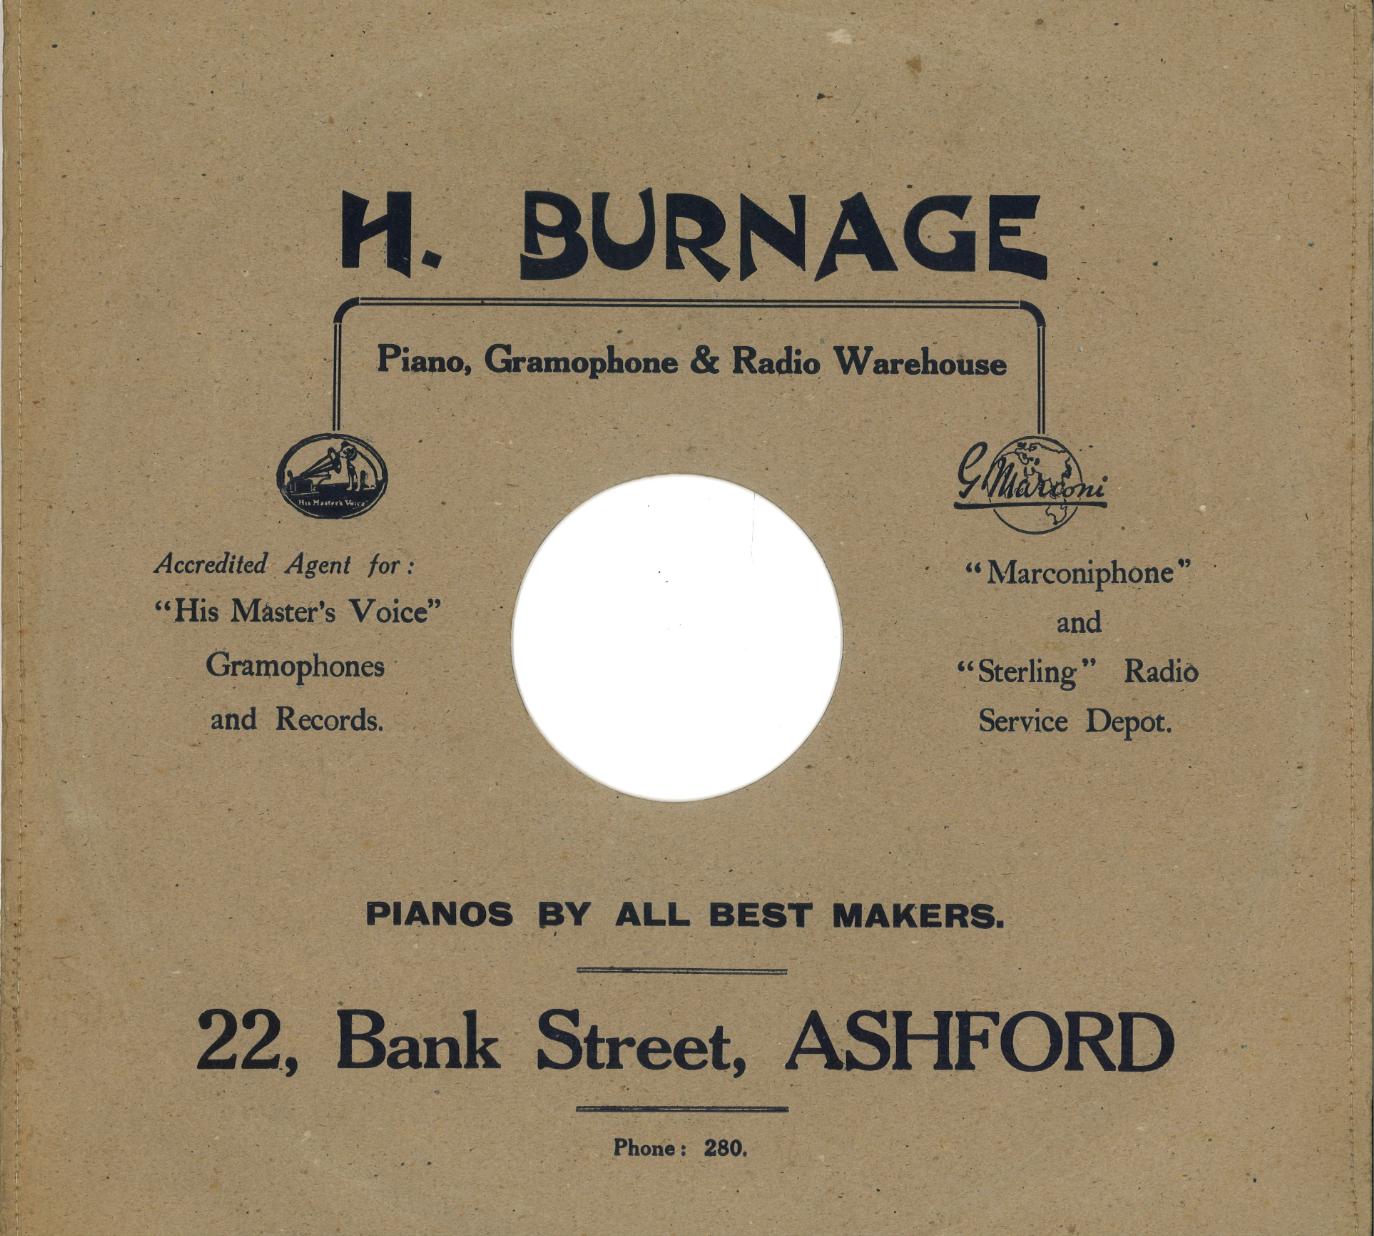 H. BURNAGE
Piano, Gramophone & Radio Warehouse
His Master's Voice
G Marconi
Accredited Agent for :
“His Master's Voice”
Gramophones
and Records.
“Marconiphone”
and
“Sterling” Radio
Service Depot.
PIANOS BY ALL BEST MAKERS.
22, Bank Street, ASHFORD
Phone : 280.